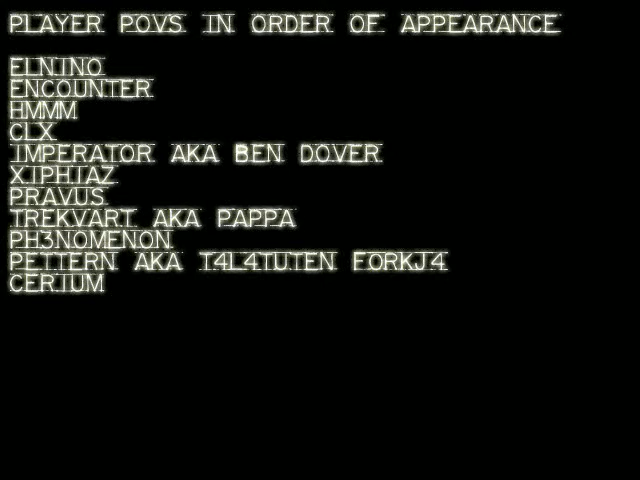 PLAYER POVS IN ORDER OF APPEARANCE
ELNINO
ENCOUNTER
HMMM
CLX
IMPERATOR AKA BEN DOVER
XIPHIAZ
PRAVUS
TREKVART AKA PAPPA
PH3NOMENON
PETTERN AKA T4L4TUTEN FORKJ4
CERIUM